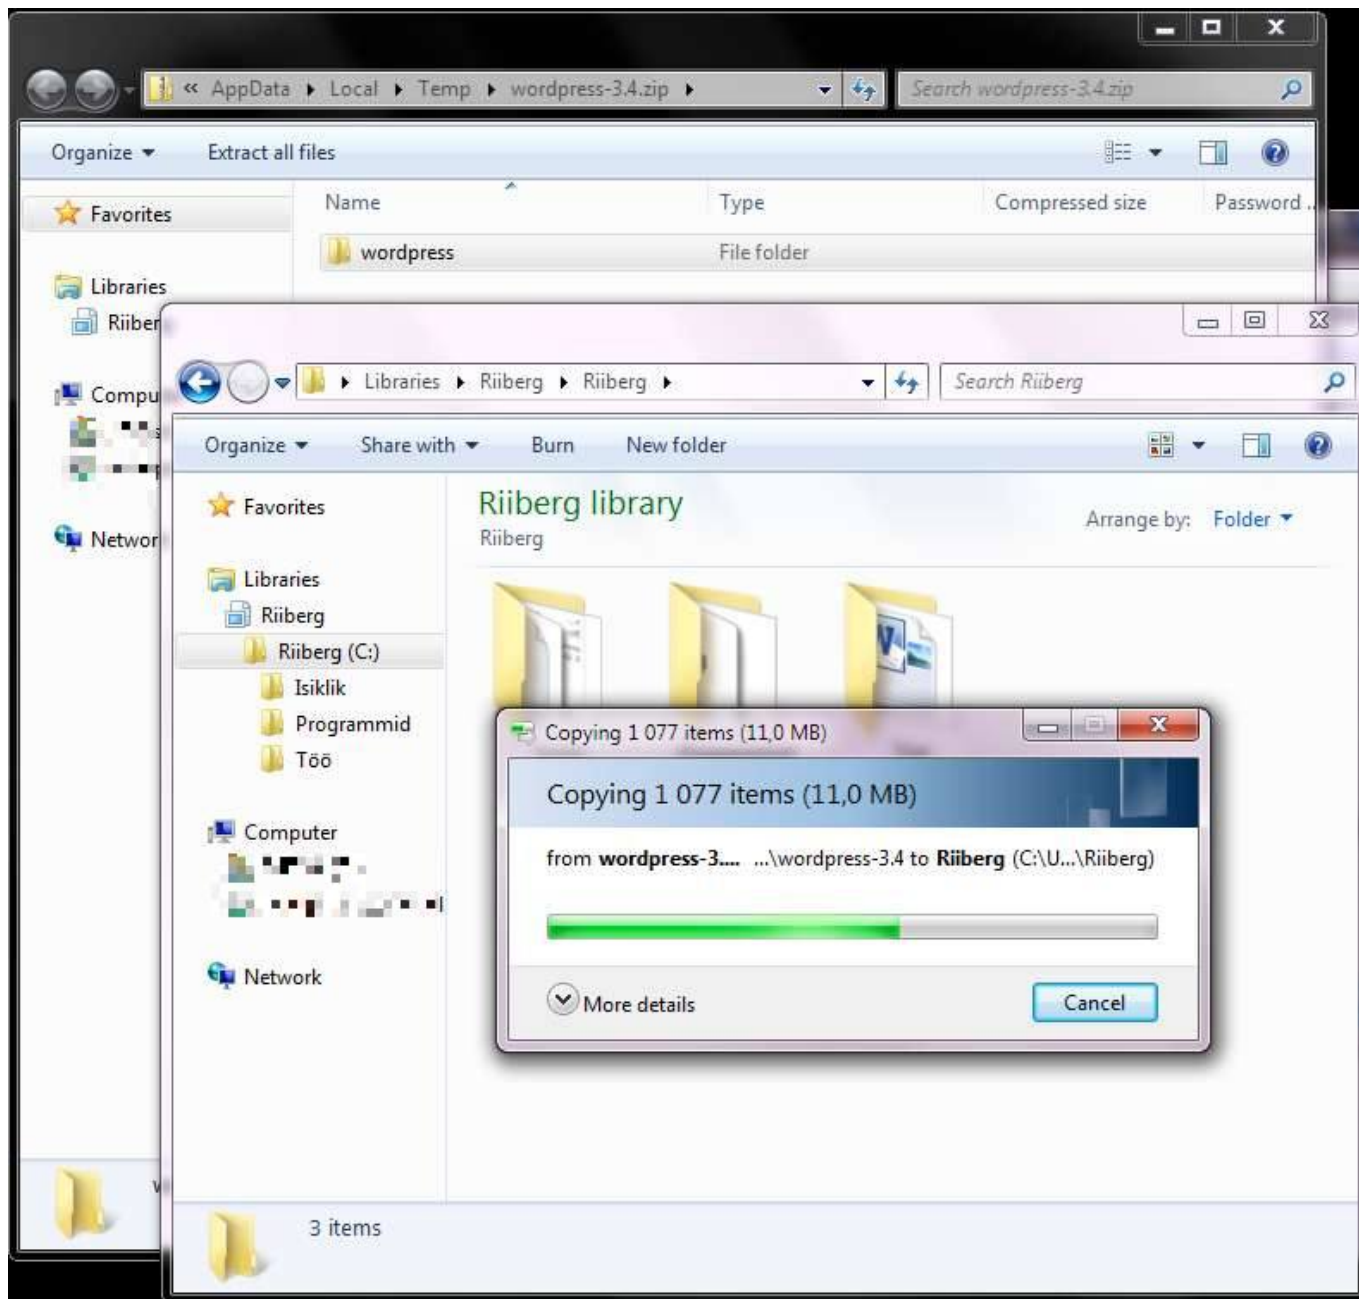 « AppData ▸ Local ▸ Temp ▸ wordpress-3.4.zip ▸
Search wordpress-3.4.zip
Organize Extract all files
Name Type Compressed size Password ..
Favorites
wordpress File folder
Libraries
Riiber
Compu
Networ
Libraries ▸ Riiberg ▸ Riiberg ▸
Search Riiberg
Organize Share with Burn New folder
Favorites
Libraries
Riiberg
Riiberg (C:)
Isiklik
Programmid
Töö
Computer
Network
Riiberg library
Riiberg
Arrange by: Folder
Copying 1 077 items (11,0 MB)
Copying 1 077 items (11,0 MB)
from wordpress-3.... ...\wordpress-3.4 to Riiberg (C:\U...\Riiberg)
More details
Cancel
3 items